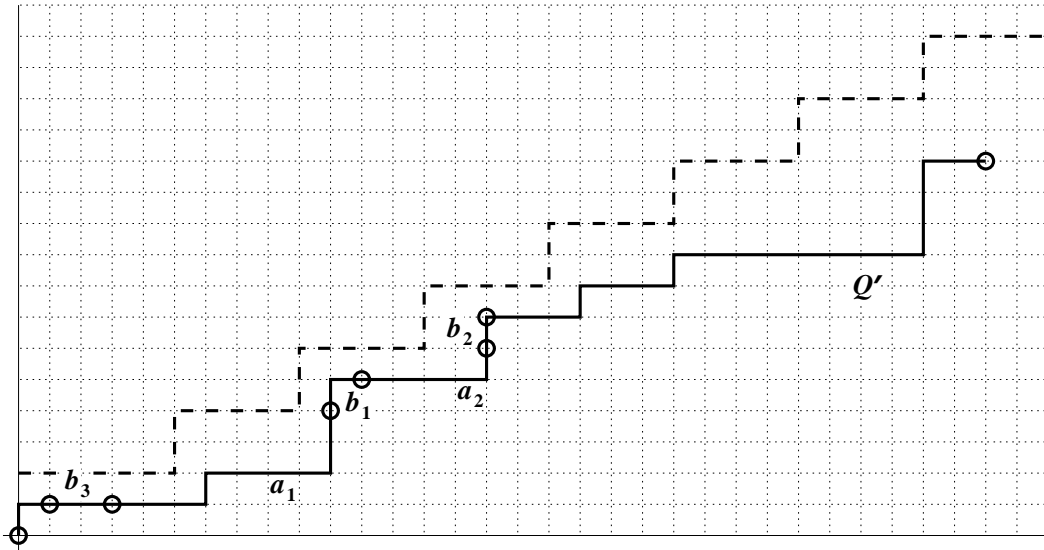 Q′
b₂
a₂
b₁
b₃
a₁